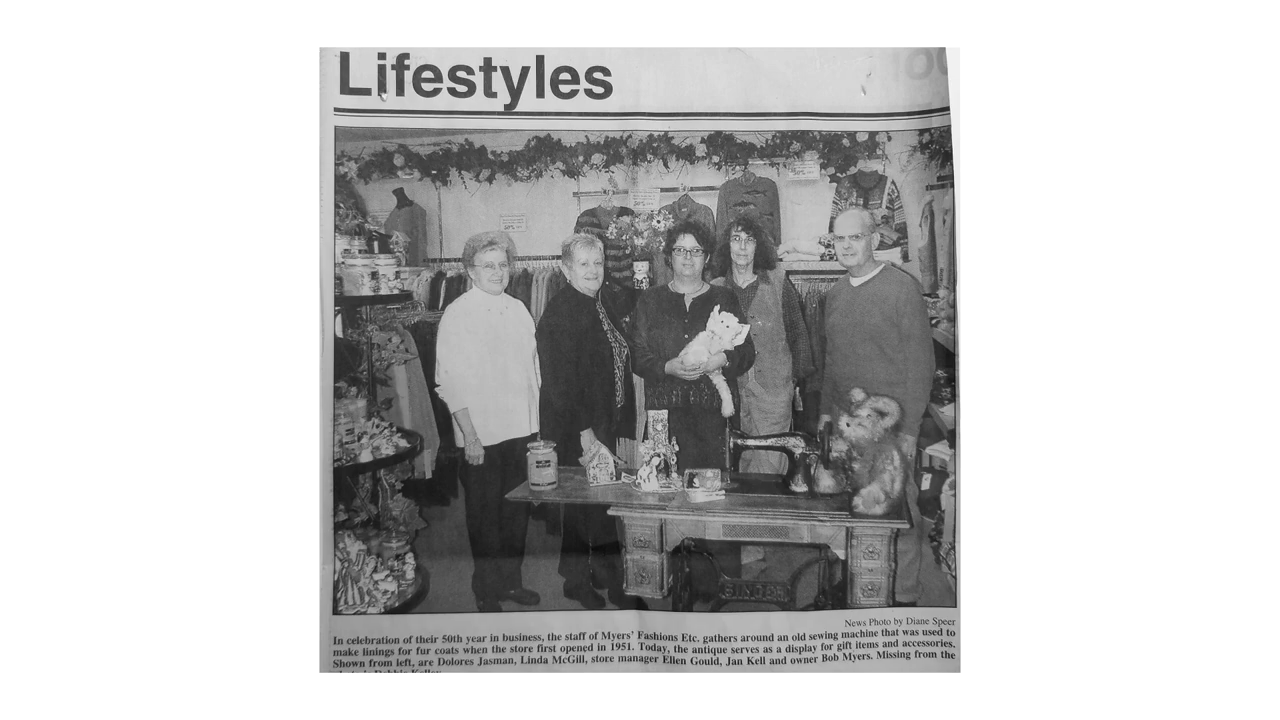 Lifestyles
20% OFF
SINGER
News Photo by Diane Speer
In celebration of their 50th year in business, the staff of Myers' Fashions Etc. gathers around an old sewing machine that was used to
make linings for fur coats when the store first opened in 1951. Today, the antique serves as a display for gift items and accessories.
Shown from left, are Dolores Jasman, Linda McGill, store manager Ellen Gould, Jan Kell and owner Bob Myers. Missing from the